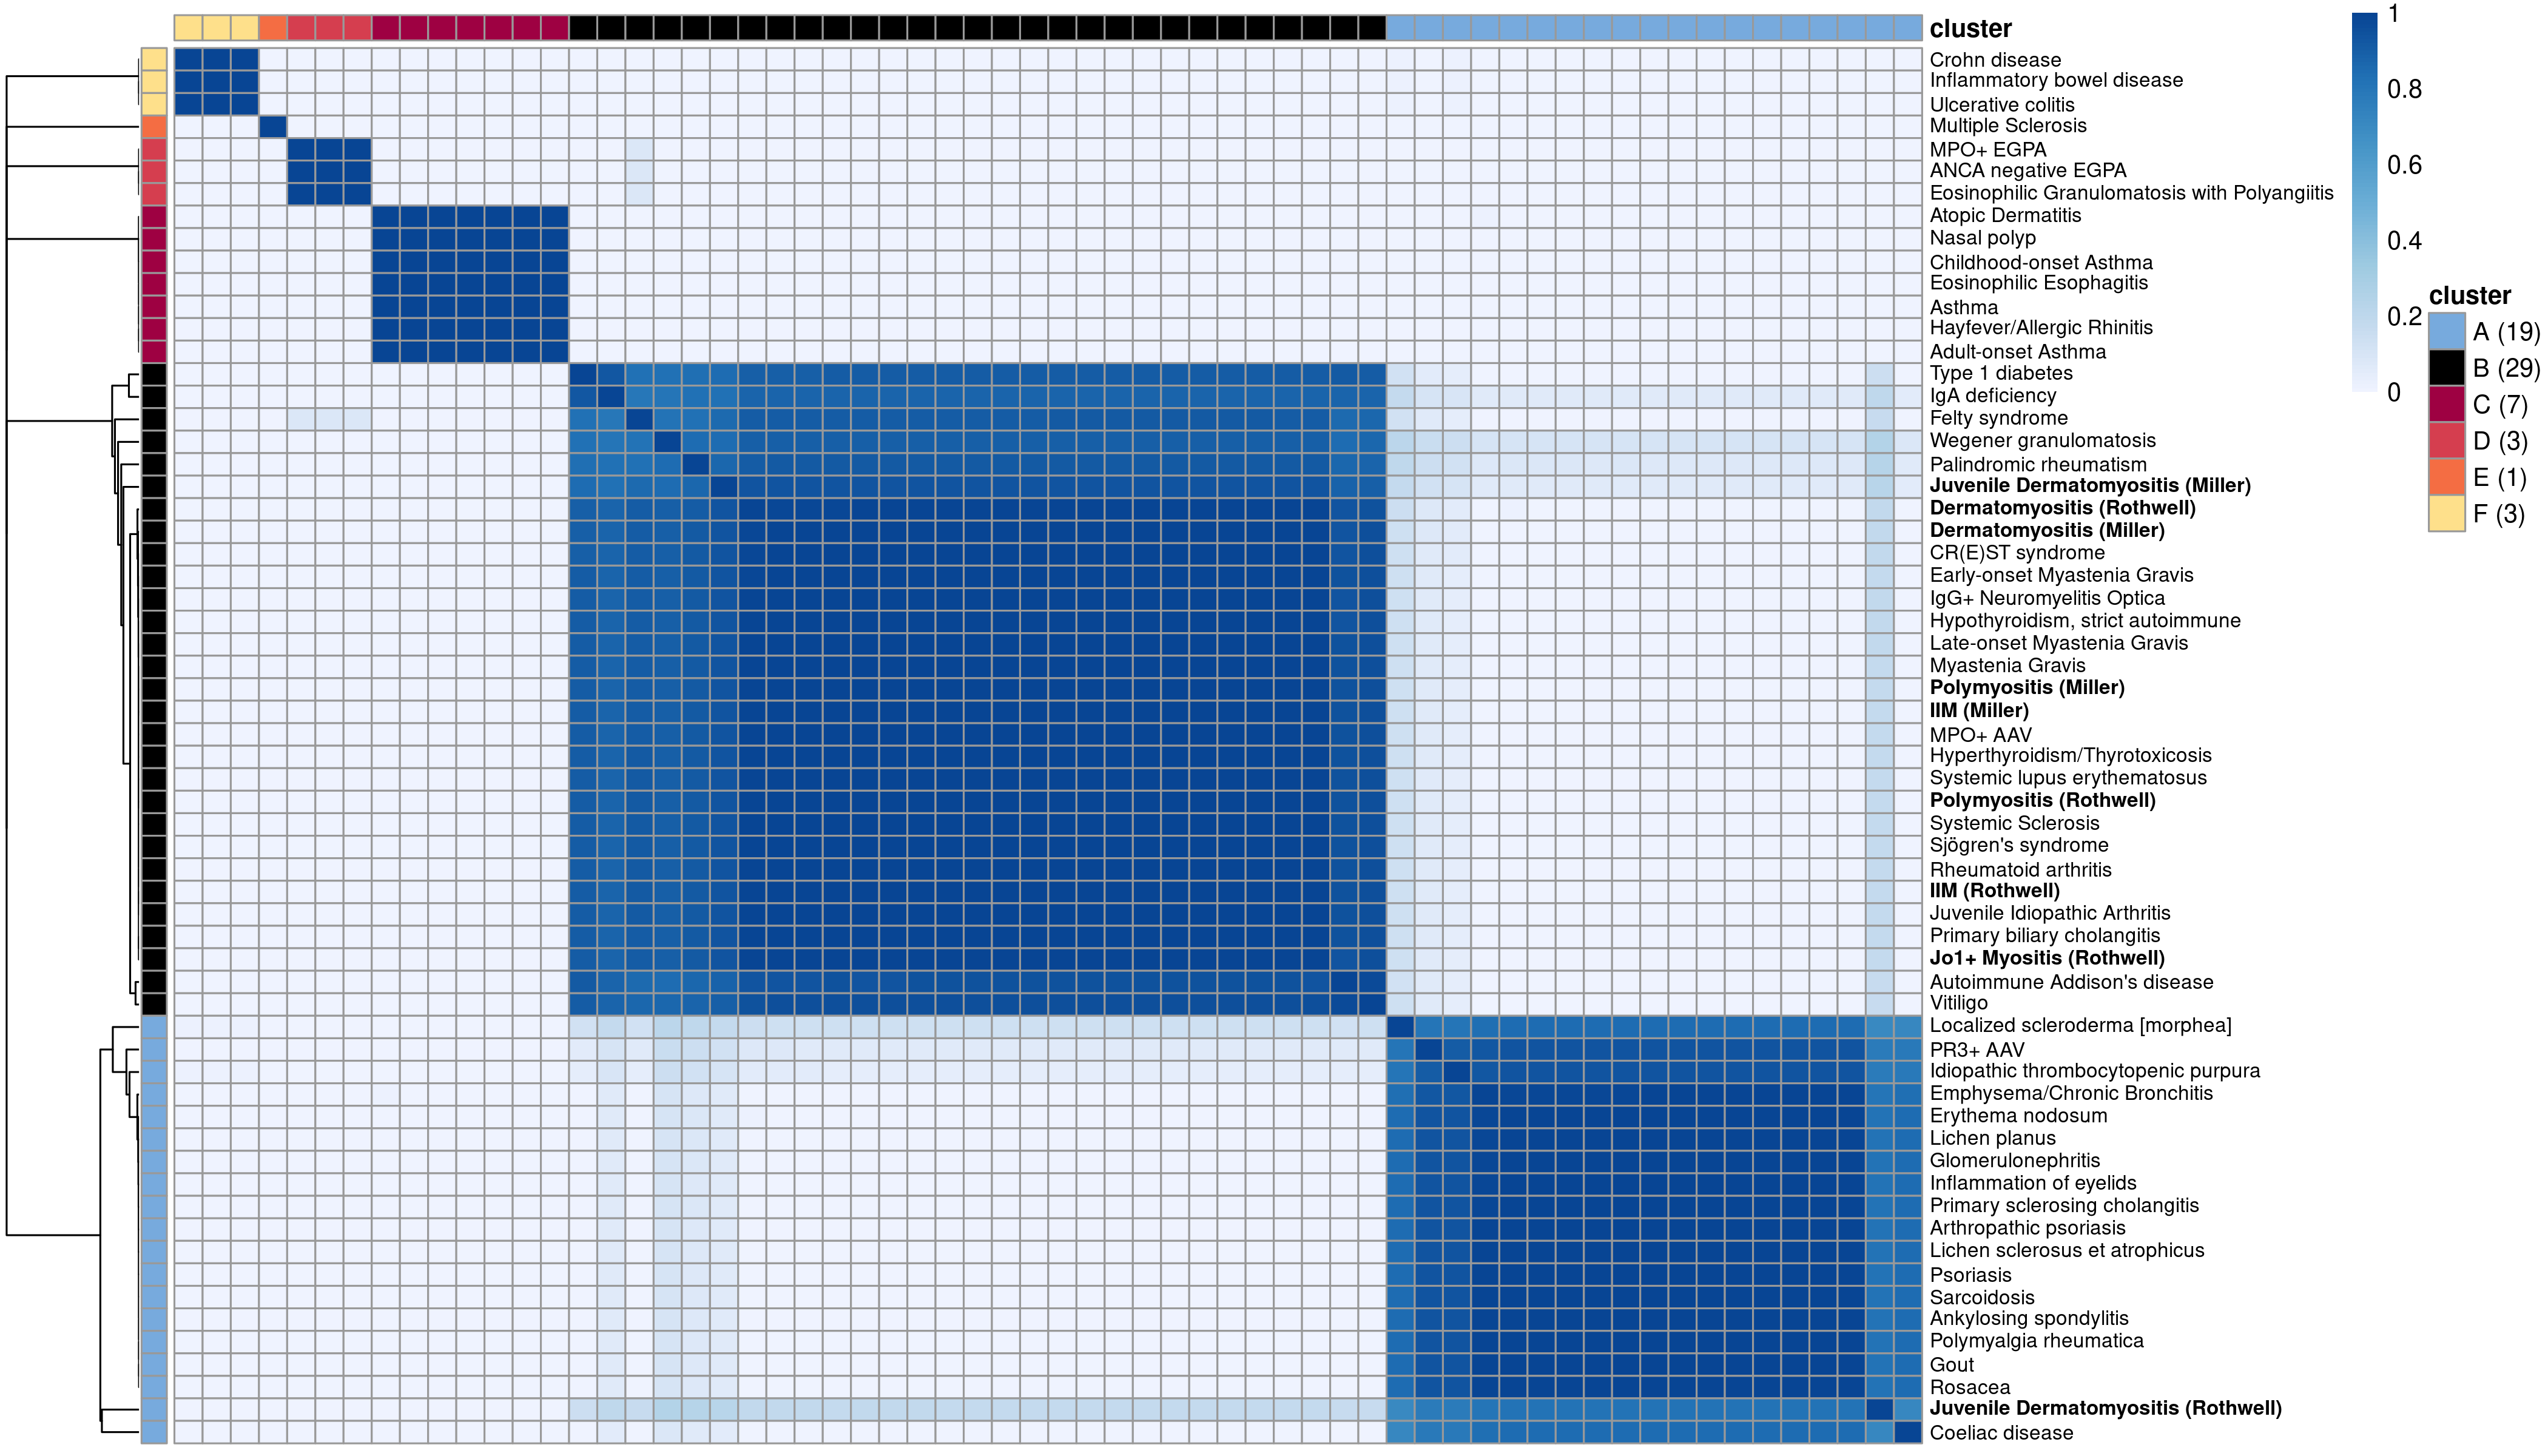 cluster
Crohn disease
Inflammatory bowel disease
Ulcerative colitis
Multiple Sclerosis
MPO+ EGPA
ANCA negative EGPA
Eosinophilic Granulomatosis with Polyangiitis
Atopic Dermatitis
Nasal polyp
Childhood-onset Asthma
Eosinophilic Esophagitis
Asthma
Hayfever/Allergic Rhinitis
Adult-onset Asthma
Type 1 diabetes
IgA deficiency
Felty syndrome
Wegener granulomatosis
Palindromic rheumatism
Juvenile Dermatomyositis (Miller)
Dermatomyositis (Rothwell)
Dermatomyositis (Miller)
CR(E)ST syndrome
Early-onset Myastenia Gravis
IgG+ Neuromyelitis Optica
Hypothyroidism, strict autoimmune
Late-onset Myastenia Gravis
Myastenia Gravis
Polymyositis (Miller)
IIM (Miller)
MPO+ AAV
Hyperthyroidism/Thyrotoxicosis
Systemic lupus erythematosus
Polymyositis (Rothwell)
Systemic Sclerosis
Sjögren's syndrome
Rheumatoid arthritis
IIM (Rothwell)
Juvenile Idiopathic Arthritis
Primary biliary cholangitis
Jo1+ Myositis (Rothwell)
Autoimmune Addison's disease
Vitiligo
Localized scleroderma [morphea]
PR3+ AAV
Idiopathic thrombocytopenic purpura
Emphysema/Chronic Bronchitis
Erythema nodosum
Lichen planus
Glomerulonephritis
Inflammation of eyelids
Primary sclerosing cholangitis
Arthropathic psoriasis
Lichen sclerosus et atrophicus
Psoriasis
Sarcoidosis
Ankylosing spondylitis
Polymyalgia rheumatica
Gout
Rosacea
Juvenile Dermatomyositis (Rothwell)
Coeliac disease
1
0.8
0.6
0.4
0.2
0
cluster
A (19)
B (29)
C (7)
D (3)
E (1)
F (3)